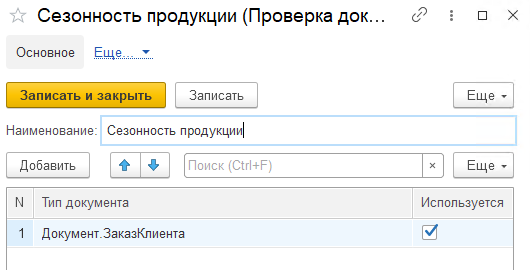 Сезонность продукции (Проверка док...
Основное Еще...
Записать и закрыть Записать Еще
Наименование: Сезонность продукции
Добавить Поиск (Ctrl+F) × Еще
N Тип документа Используется
1 Документ.ЗаказКлиента